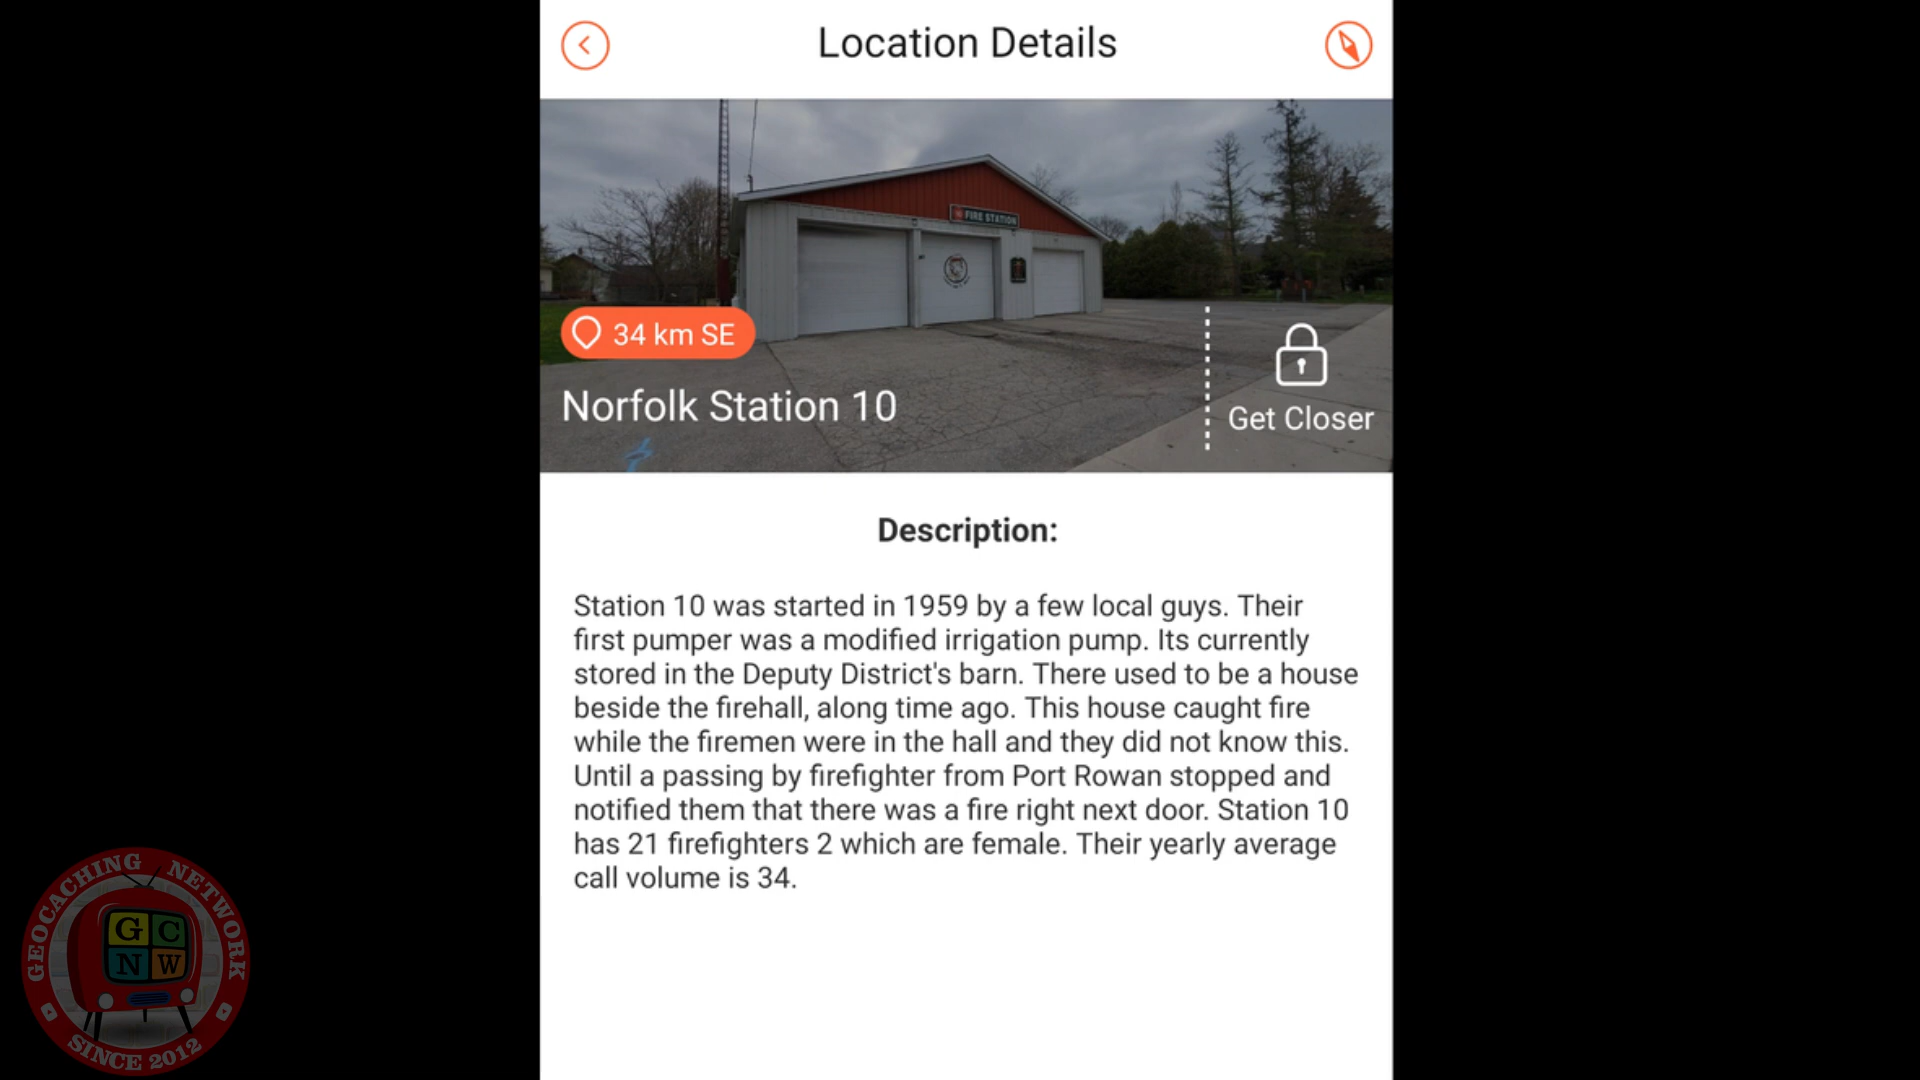 Location Details
FIRE STATION
34 km SE
Norfolk Station 10
Get Closer
Description:
Station 10 was started in 1959 by a few local guys. Their
first pumper was a modified irrigation pump. Its currently
stored in the Deputy District's barn. There used to be a house
beside the firehall, along time ago. This house caught fire
while the firemen were in the hall and they did not know this.
Until a passing by firefighter from Port Rowan stopped and
notified them that there was a fire right next door. Station 10
has 21 firefighters 2 which are female. Their yearly average
call volume is 34.
GEOCACHING NETWORK
G C
N W
SINCE 2012